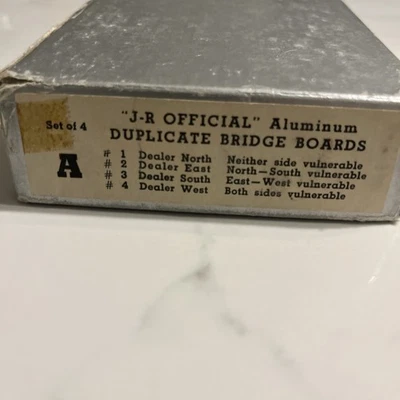 "J-R OFFICIAL" Aluminum
Set of 4 DUPLICATE BRIDGE BOARDS
A
# 1 Dealer North Neither side vulnerable
# 2 Dealer East North—South vulnerable
# 3 Dealer South East—West vulnerable
# 4 Dealer West Both sides vulnerable